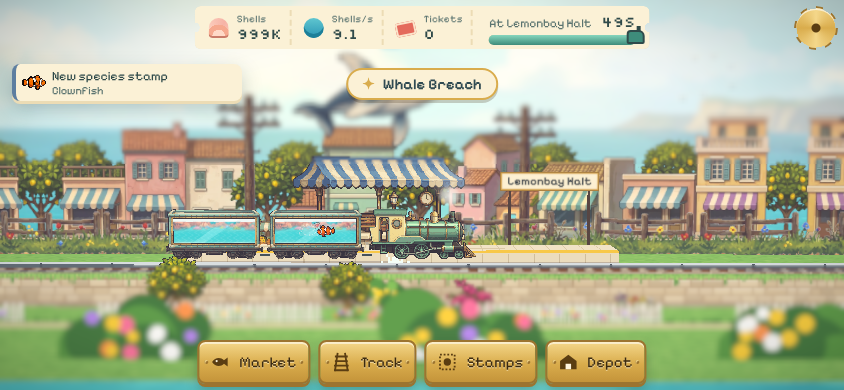 Shells
999K
Shells/s
9.1
Tickets
0
At Lemonbay Halt 49s
New species stamp
Clownfish
Whale Breach
Lemonbay Halt
Market
Track
Stamps
Depot